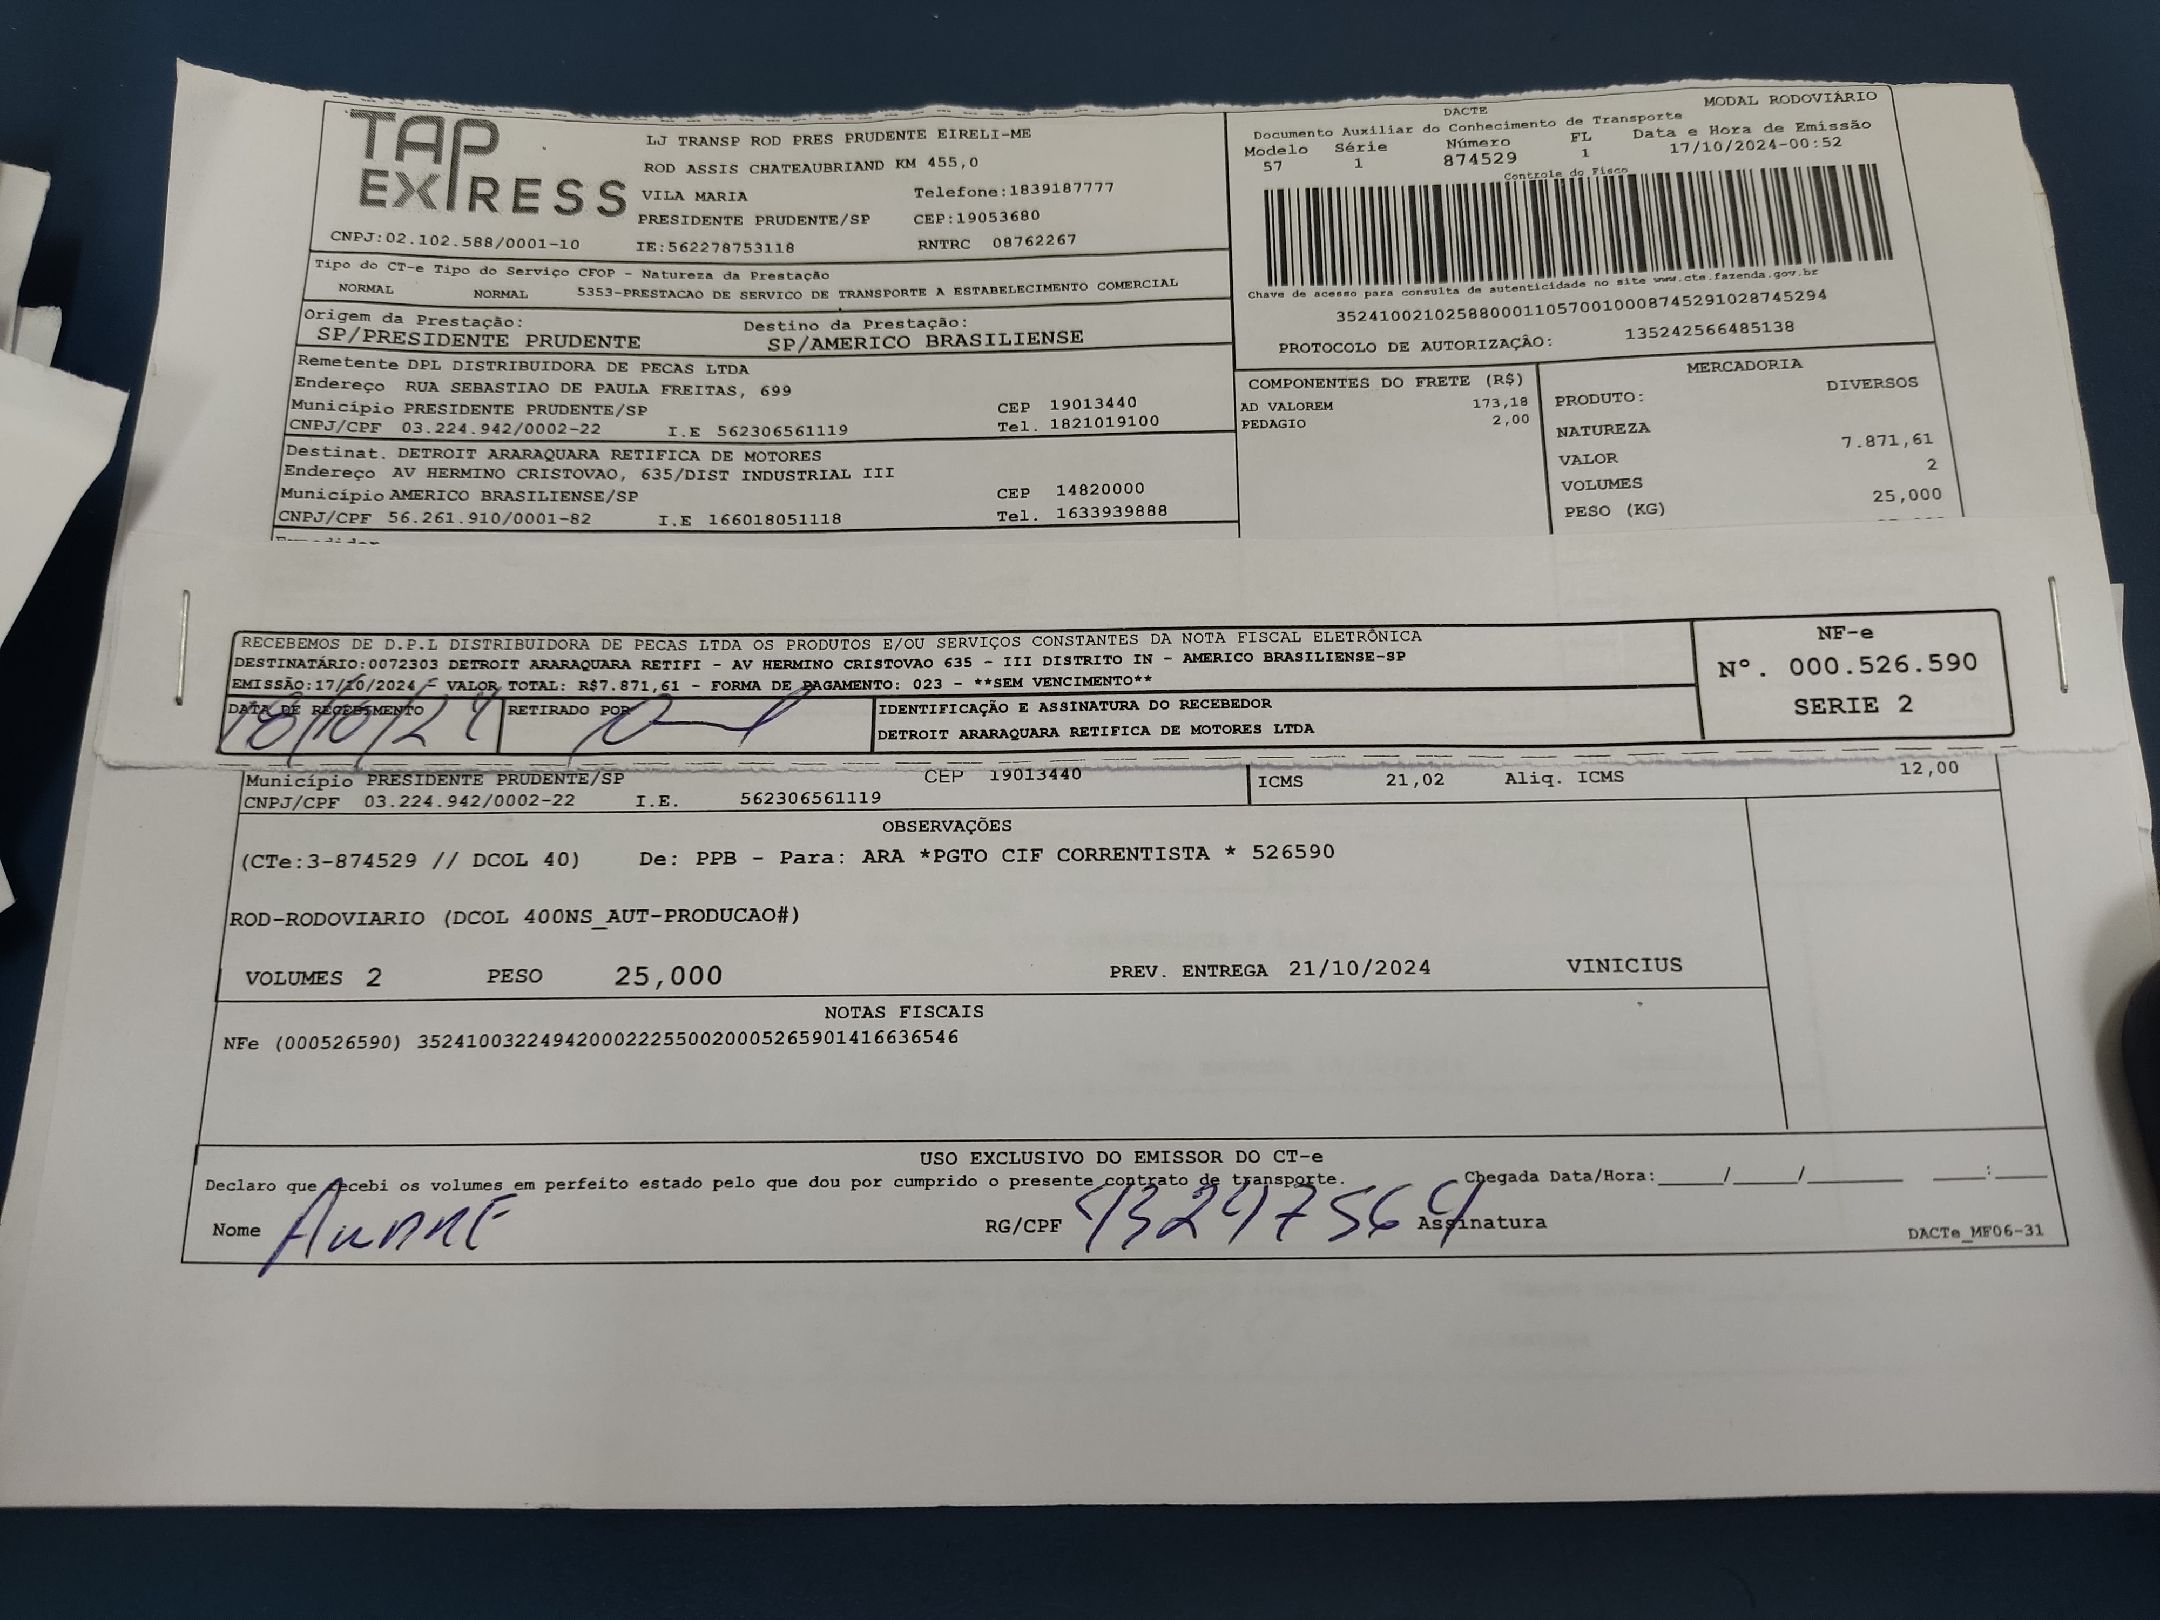 TAP
EXPRESS
CNPJ:02.102.588/0001-10
LJ TRANSP ROD PRES PRUDENTE EIRELI-ME
ROD ASSIS CHATEAUBRIAND KM 455,0
VILA MARIA Telefone:1839187777
PRESIDENTE PRUDENTE/SP CEP:19053680
IE:562278753118 RNTRC 08762267
DACTE MODAL RODOVIÁRIO
Documento Auxiliar do Conhecimento de Transporte
Modelo Série Número FL Data e Hora de Emissão
57 1 874529 1 17/10/2024-00:52
Controle do Fisco
Chave de acesso para consulta de autenticidade no site www.cte.fazenda.gov.br
35241002102588000110570010008745291028745294
PROTOCOLO DE AUTORIZAÇÃO: 135242566485138
Tipo do CT-e Tipo do Serviço CFOP - Natureza da Prestação
NORMAL NORMAL 5353-PRESTACAO DE SERVICO DE TRANSPORTE A ESTABELECIMENTO COMERCIAL
Origem da Prestação: Destino da Prestação:
SP/PRESIDENTE PRUDENTE SP/AMERICO BRASILIENSE
Remetente DPL DISTRIBUIDORA DE PECAS LTDA
Endereço RUA SEBASTIAO DE PAULA FREITAS, 699
Município PRESIDENTE PRUDENTE/SP CEP 19013440
CNPJ/CPF 03.224.942/0002-22 I.E 562306561119 Tel. 1821019100
Destinat. DETROIT ARARAQUARA RETIFICA DE MOTORES
Endereço AV HERMINO CRISTOVAO, 635/DIST INDUSTRIAL III
Município AMERICO BRASILIENSE/SP CEP 14820000
CNPJ/CPF 56.261.910/0001-82 I.E 166018051118 Tel. 1633939888
COMPONENTES DO FRETE (R$)
AD VALOREM 173,18
PEDAGIO 2,00
MERCADORIA
PRODUTO: DIVERSOS
NATUREZA
VALOR 7.871,61
VOLUMES 2
PESO (KG) 25,000
RECEBEMOS DE D.P.L DISTRIBUIDORA DE PECAS LTDA OS PRODUTOS E/OU SERVIÇOS CONSTANTES DA NOTA FISCAL ELETRÔNICA
DESTINATÁRIO:0072303 DETROIT ARARAQUARA RETIFI - AV HERMINO CRISTOVAO 635 - III DISTRITO IN - AMERICO BRASILIENSE-SP
EMISSÃO:17/10/2024 - VALOR TOTAL: R$7.871,61 - FORMA DE PAGAMENTO: 023 - **SEM VENCIMENTO**
DATA DE RECEBIMENTO RETIRADO POR IDENTIFICAÇÃO E ASSINATURA DO RECEBEDOR
18/10/24
DETROIT ARARAQUARA RETIFICA DE MOTORES LTDA
NF-e
Nº. 000.526.590
SERIE 2
Município PRESIDENTE PRUDENTE/SP CEP 19013440
CNPJ/CPF 03.224.942/0002-22 I.E. 562306561119
ICMS 21,02 Aliq. ICMS 12,00
OBSERVAÇÕES
(CTe:3-874529 // DCOL 40) De: PPB - Para: ARA *PGTO CIF CORRENTISTA * 526590
ROD-RODOVIARIO (DCOL 400NS_AUT-PRODUCAO#)
VOLUMES 2 PESO 25,000 PREV. ENTREGA 21/10/2024 VINICIUS
NOTAS FISCAIS
NFe (000526590) 35241003224942000222550020005265901416636546
USO EXCLUSIVO DO EMISSOR DO CT-e
Declaro que recebi os volumes em perfeito estado pelo que dou por cumprido o presente contrato de transporte. Chegada Data/Hora:_____/_____/_______ ____:____
Nome RG/CPF Assinatura
DACTe_MF06-31